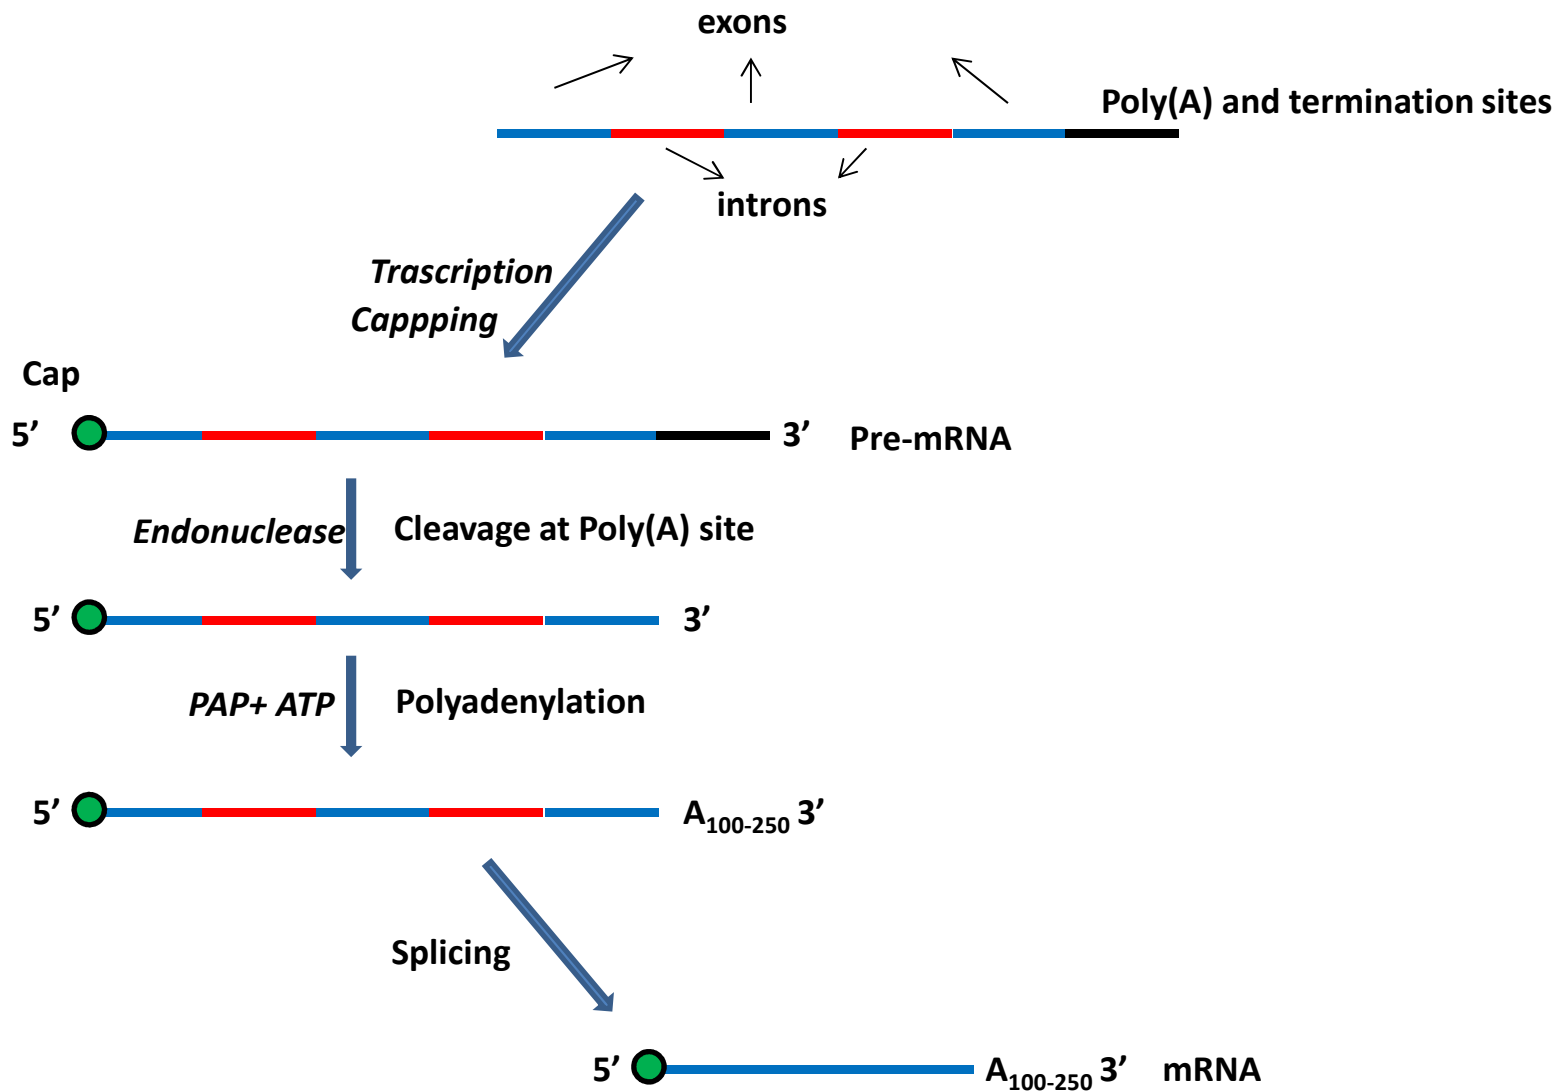 exons
Poly(A) and termination sites
introns
Trascription
Cappping
Cap
5’ 3’ Pre-mRNA
Endonuclease Cleavage at Poly(A) site
5’ 3’
PAP+ ATP Polyadenylation
5’ A100-250 3’
Splicing
5’ A100-250 3’ mRNA